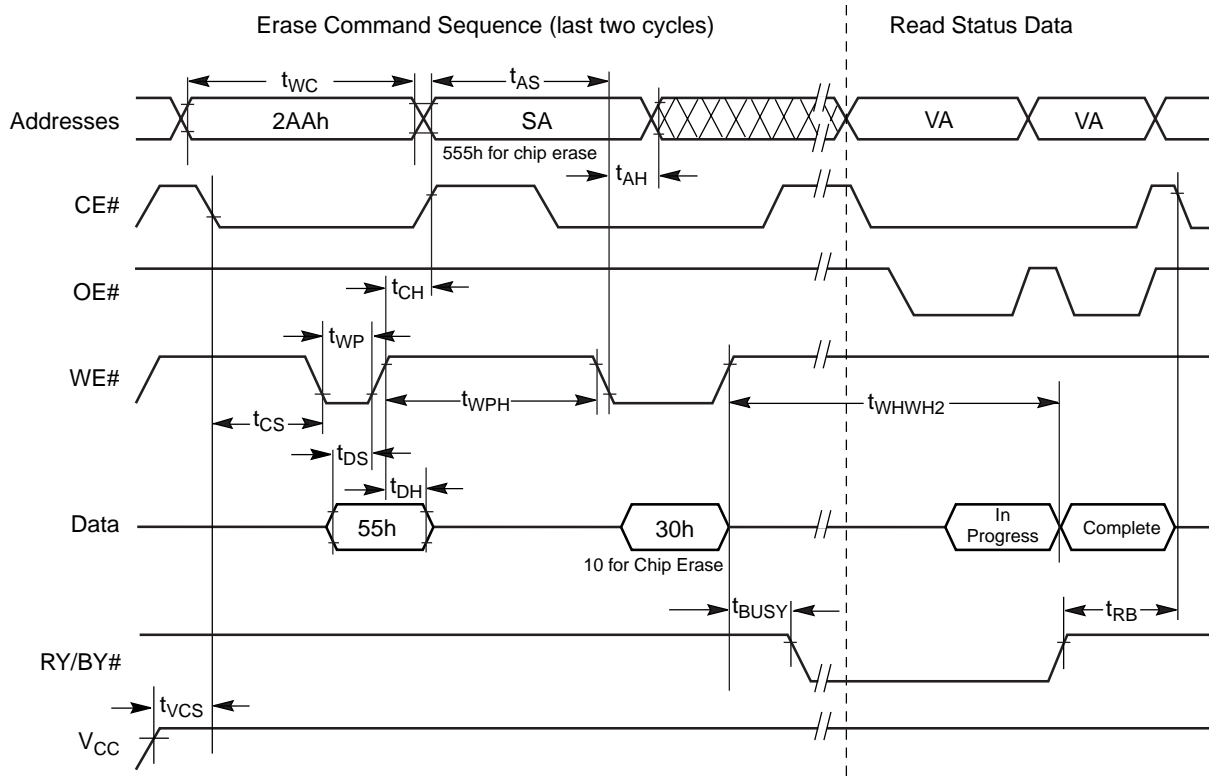 Erase Command Sequence (last two cycles)
Read Status Data
tWC
tAS
Addresses
2AAh
SA
VA
VA
555h for chip erase
tAH
CE#
OE#
tCH
tWP
WE#
tWPH
tWHWH2
tCS
tDS
tDH
Data
55h
30h
In
Progress
Complete
10 for Chip Erase
tBUSY
tRB
RY/BY#
tVCS
VCC